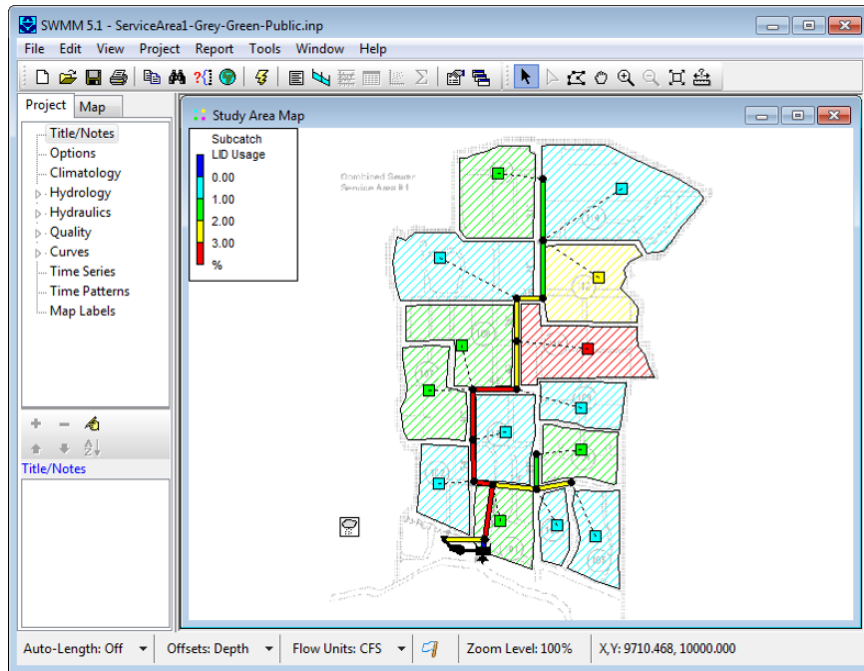 SWMM 5.1 - ServiceArea1-Grey-Green-Public.inp
File Edit View Project Report Tools Window Help
Project Map
Title/Notes
Options
Climatology
Hydrology
Hydraulics
Quality
Curves
Time Series
Time Patterns
Map Labels
Title/Notes
Study Area Map
Subcatch
LID Usage
0.00
1.00
2.00
3.00
%
Combined Sewer
Service Area #1
Auto-Length: Off Offsets: Depth Flow Units: CFS Zoom Level: 100% X,Y: 9710.468, 10000.000